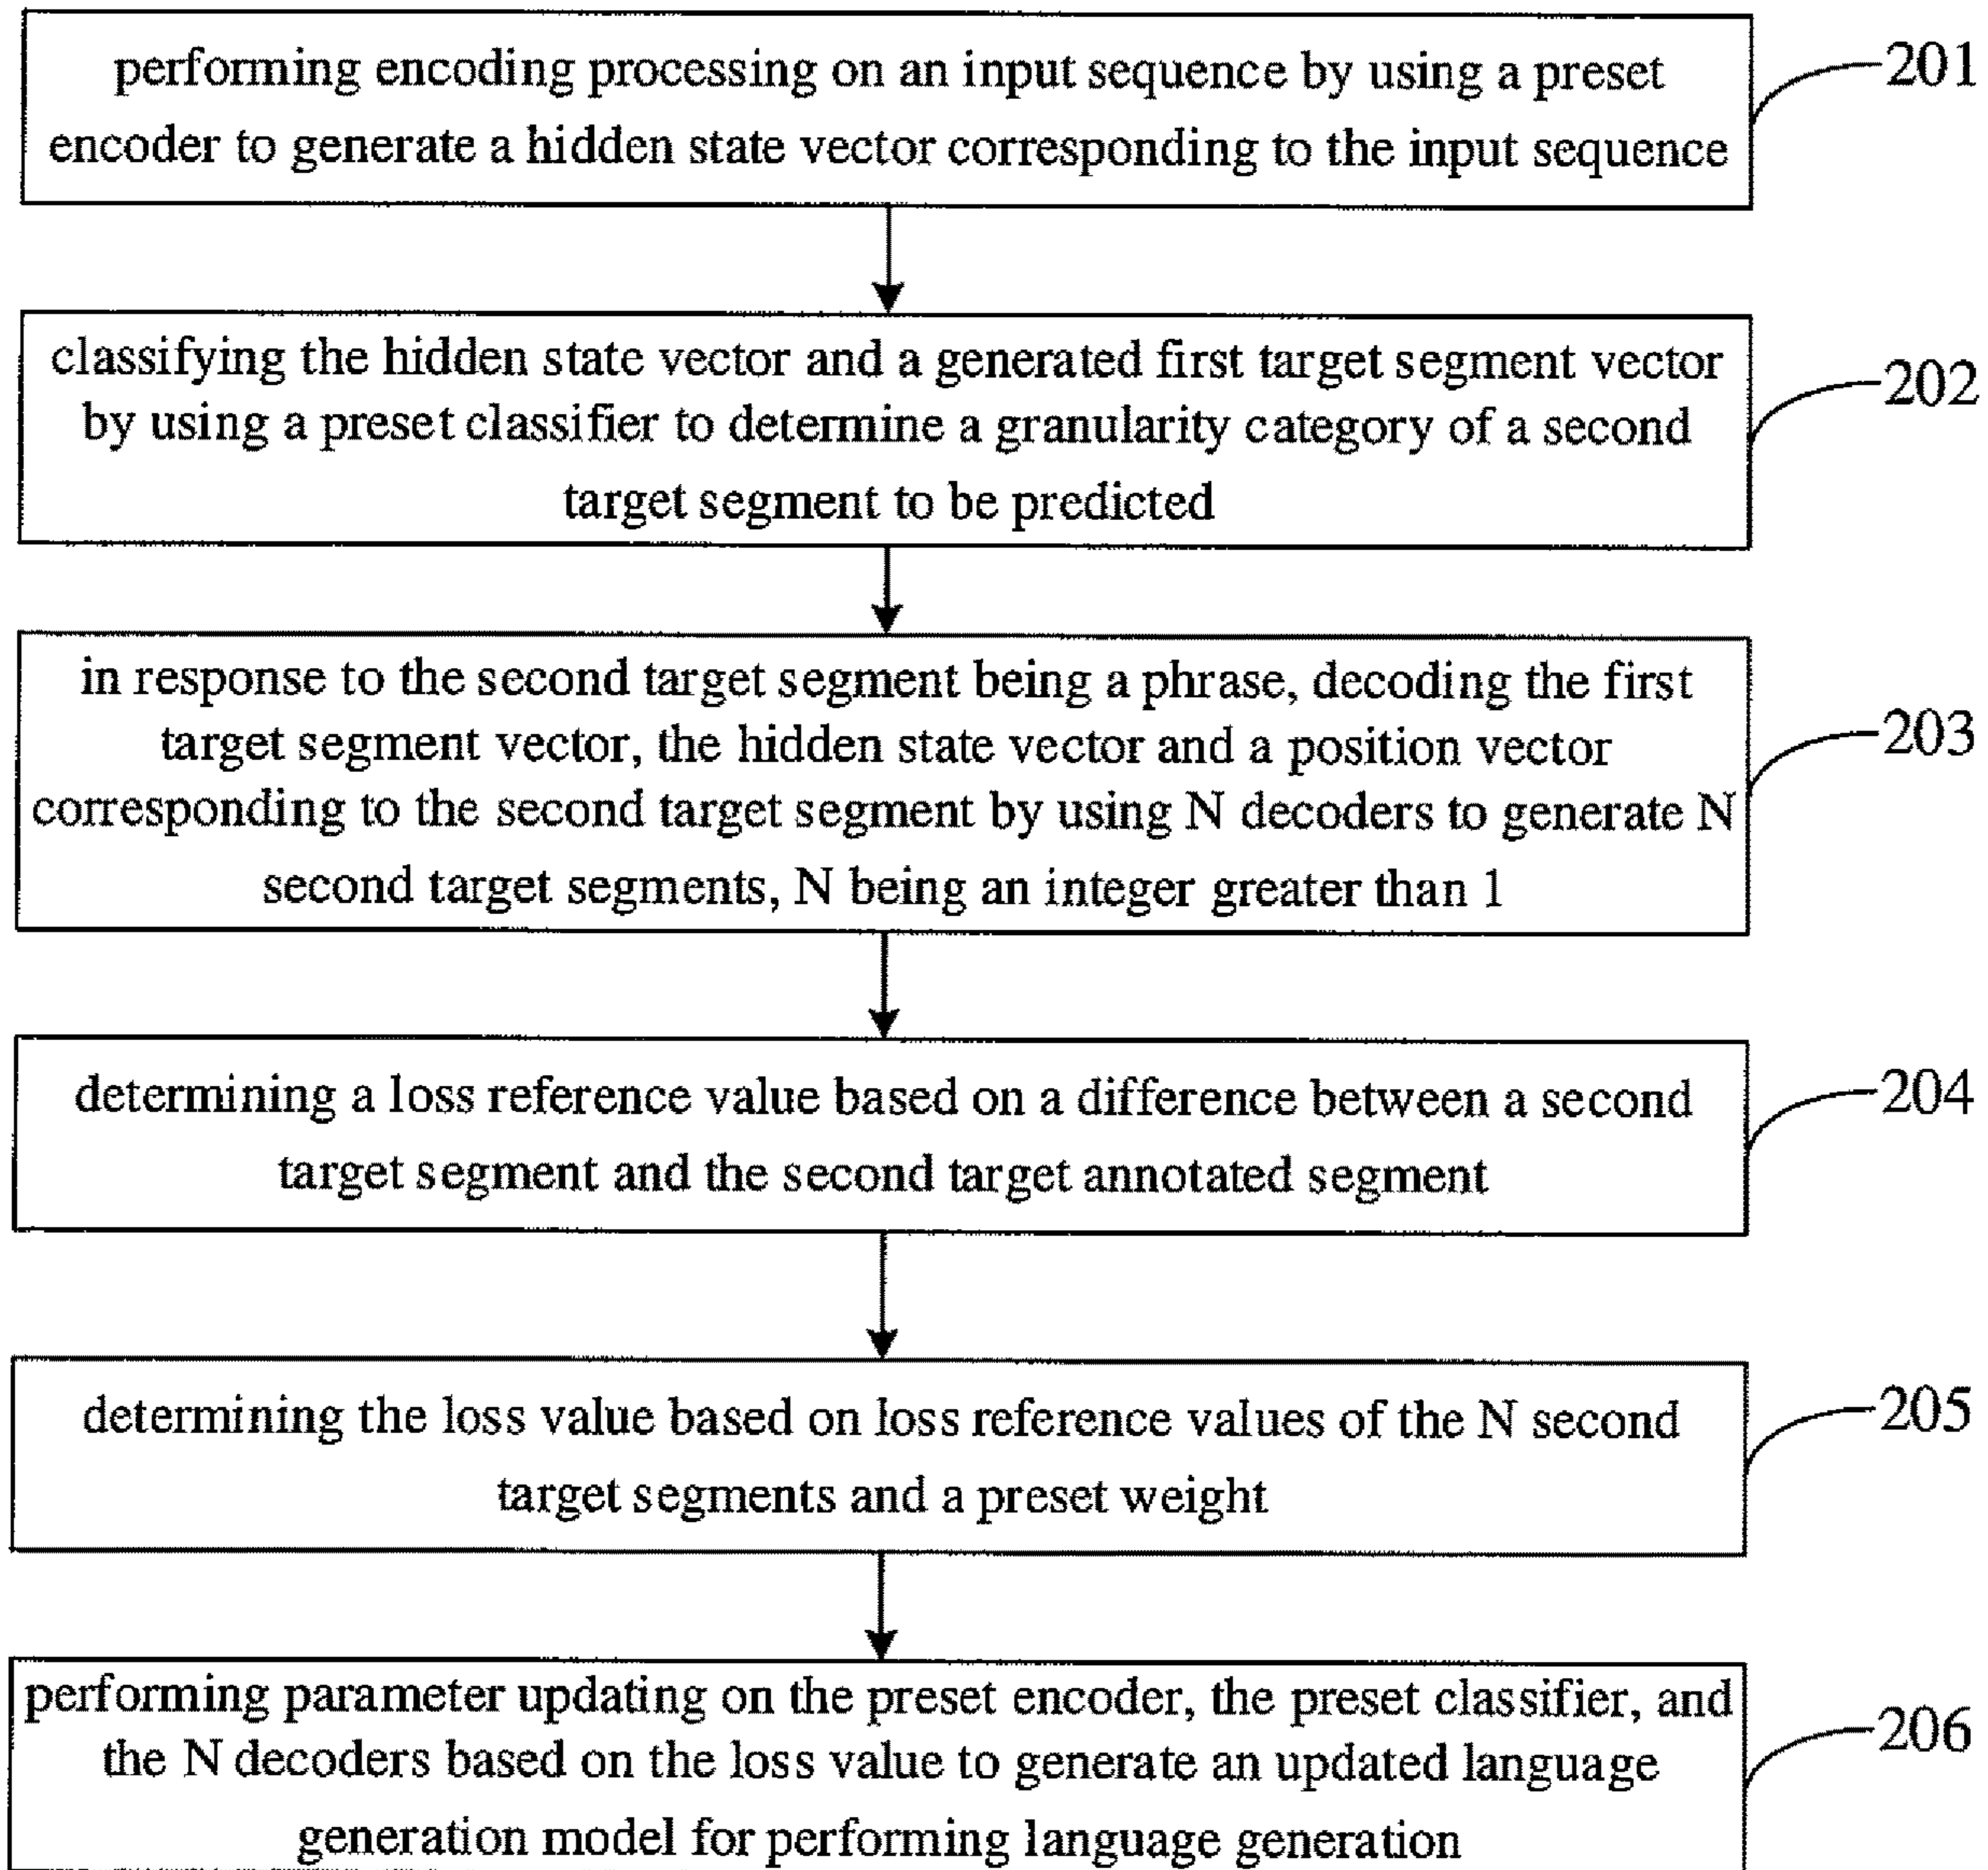 performing encoding processing on an input sequence by using a preset
encoder to generate a hidden state vector corresponding to the input sequence
201
classifying the hidden state vector and a generated first target segment vector
by using a preset classifier to determine a granularity category of a second
target segment to be predicted
202
in response to the second target segment being a phrase, decoding the first
target segment vector, the hidden state vector and a position vector
corresponding to the second target segment by using N decoders to generate N
second target segments, N being an integer greater than 1
203
determining a loss reference value based on a difference between a second
target segment and the second target annotated segment
204
determining the loss value based on loss reference values of the N second
target segments and a preset weight
205
performing parameter updating on the preset encoder, the preset classifier, and
the N decoders based on the loss value to generate an updated language
generation model for performing language generation
206